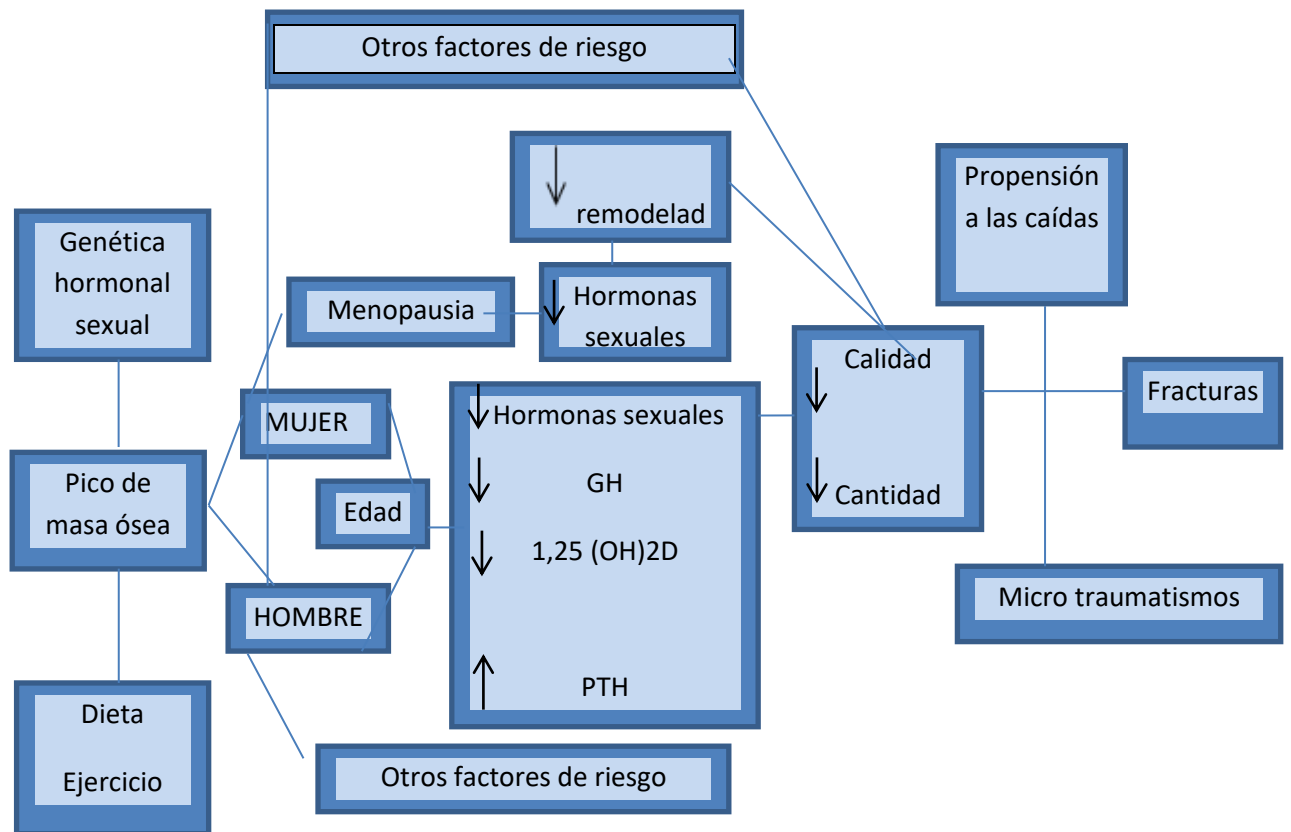 Otros factores de riesgo
↓
remodelad
Propensión
a las caídas
Genética
hormonal
sexual
Menopausia
↓ Hormonas
sexuales
Calidad
↓
Cantidad
↓
Fracturas
MUJER
↓ Hormonas sexuales
↓ GH
↓ 1,25 (OH)2D
↑ PTH
Pico de
masa ósea
Edad
HOMBRE
Micro traumatismos
Dieta
Ejercicio
Otros factores de riesgo